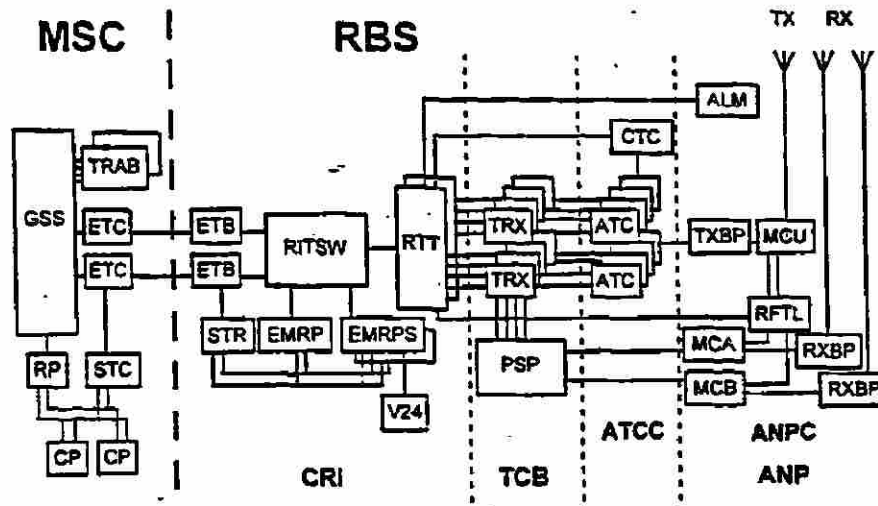 MSC
RBS
TX
RX
ALM
CTC
TRAB
GSS
ETC
ETB
RITSW
RTT
TRX
ATC
TXBP
MCU
ETC
ETB
TRX
ATC
RFTL
STR
EMRP
EMRPS
MCA
RXBP
RP
STC
PSP
MCB
RXBP
V24
CP
CP
ATCC
ANPC
CRI
TCB
ANP